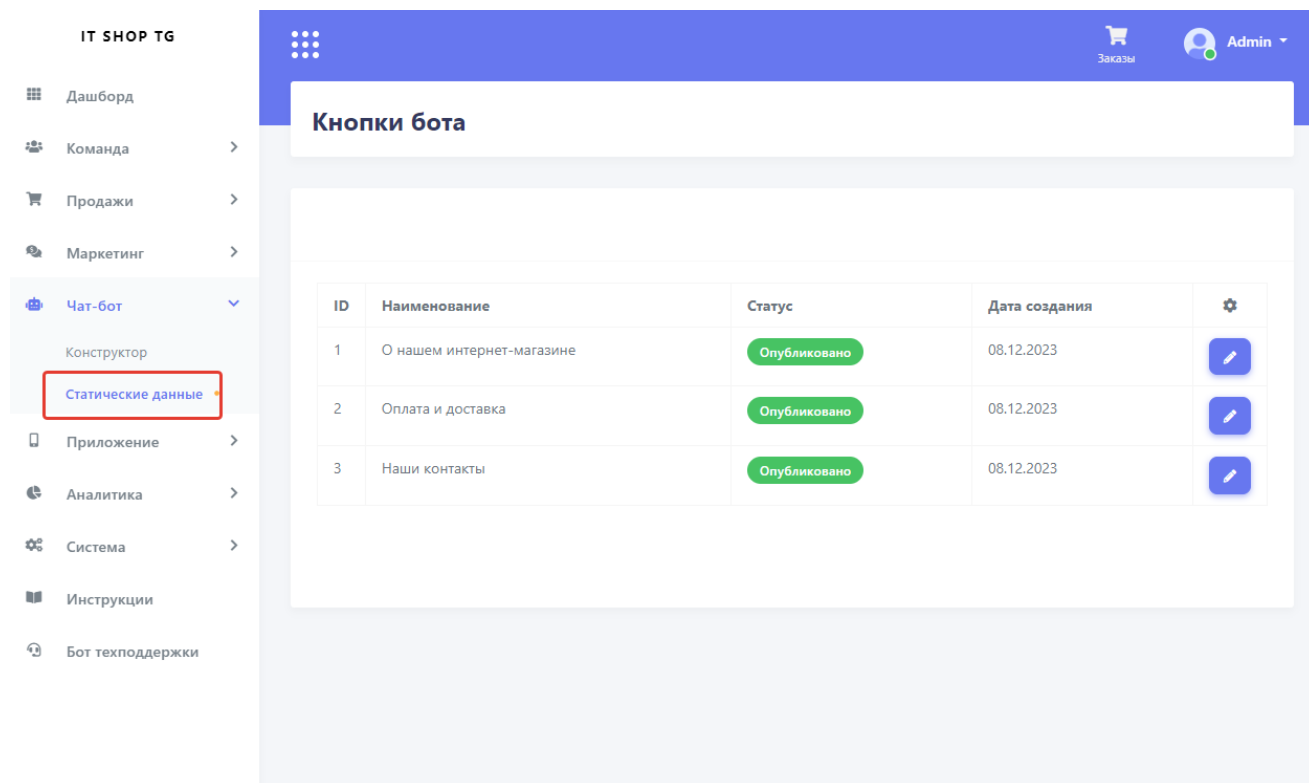 IT SHOP TG
Заказы
Admin
Дашборд
Команда
Продажи
Маркетинг
Чат-бот
Конструктор
Статические данные
Приложение
Аналитика
Система
Инструкции
Бот техподдержки
Кнопки бота
ID Наименование Статус Дата создания
1 О нашем интернет-магазине Опубликовано 08.12.2023
2 Оплата и доставка Опубликовано 08.12.2023
3 Наши контакты Опубликовано 08.12.2023